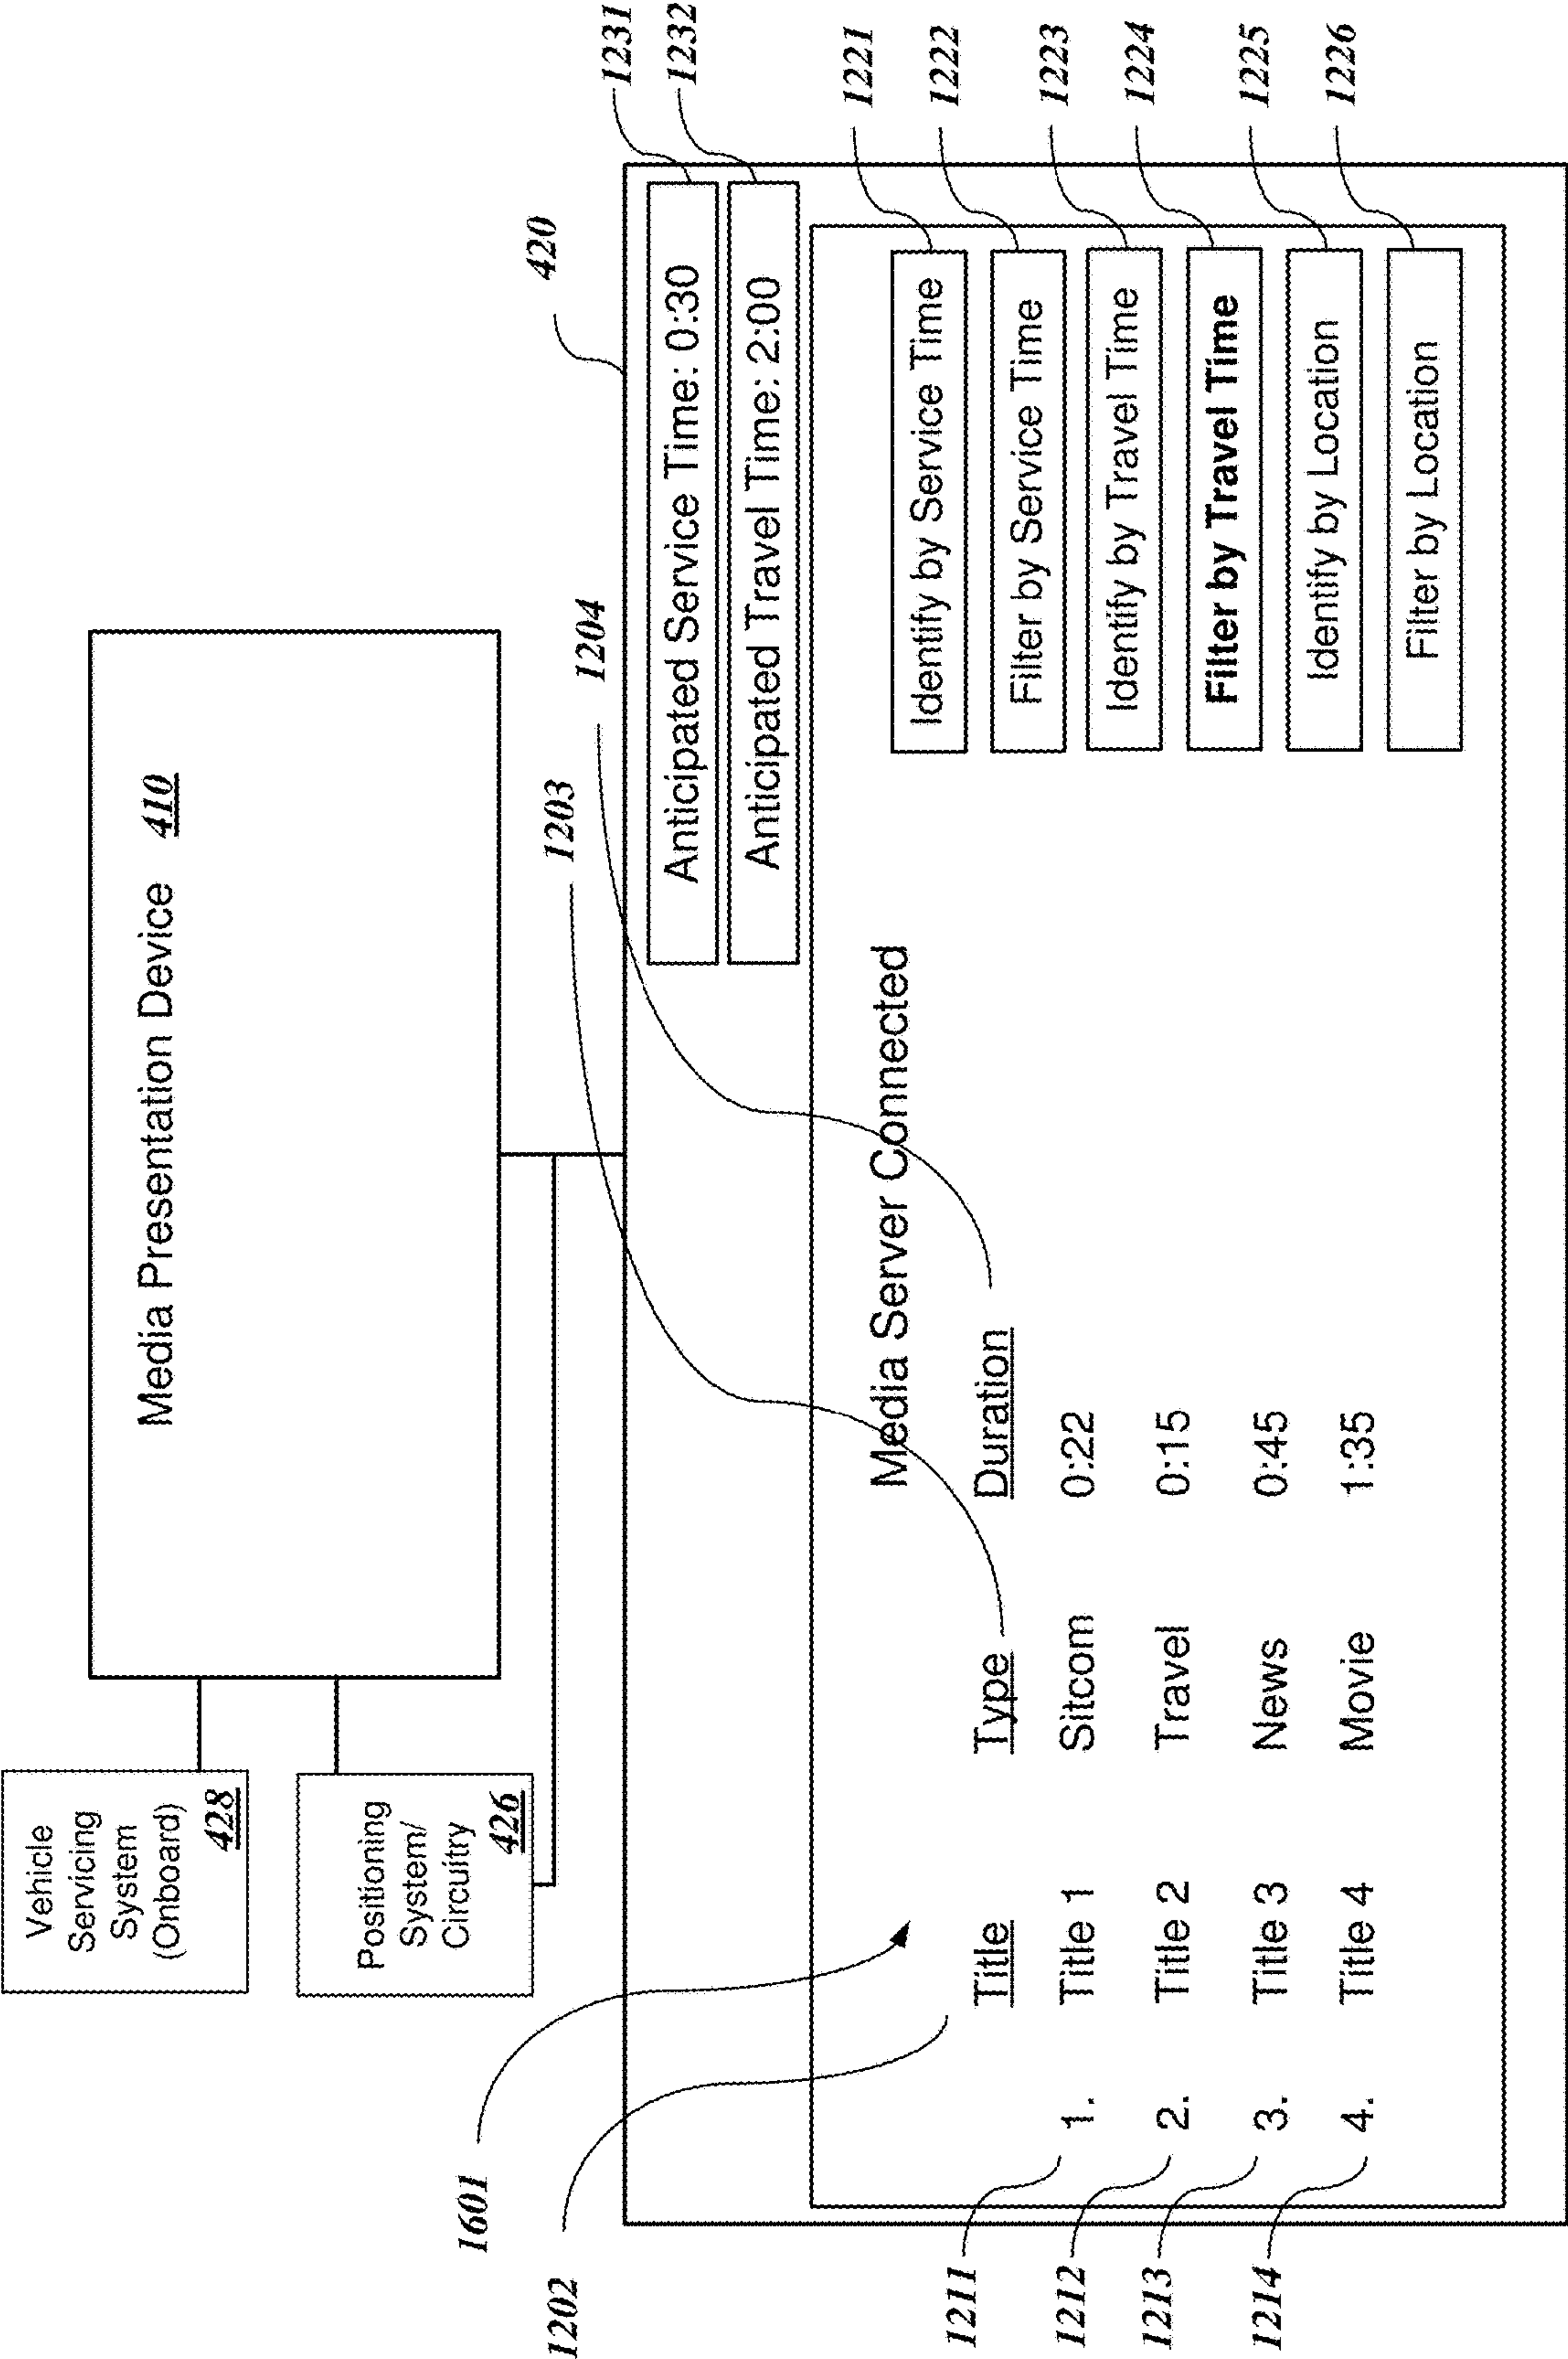 Vehicle
Servicing
System
(Onboard)
428
Positioning
System/
Circuitry
426
Media Presentation Device 410
1601
1202
1203
1204
420
1231
1232
Anticipated Service Time: 0:30
Anticipated Travel Time: 2:00
Media Server Connected
Title Type Duration
1211 1. Title 1 Sitcom 0:22
1212 2. Title 2 Travel 0:15
1213 3. Title 3 News 0:45
1214 4. Title 4 Movie 1:35
Identify by Service Time 1221
Filter by Service Time 1222
Identify by Travel Time 1223
Filter by Travel Time 1224
Identify by Location 1225
Filter by Location 1226